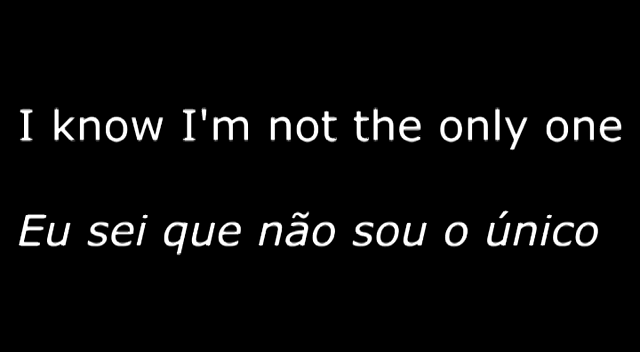 I know I'm not the only one
Eu sei que não sou o único